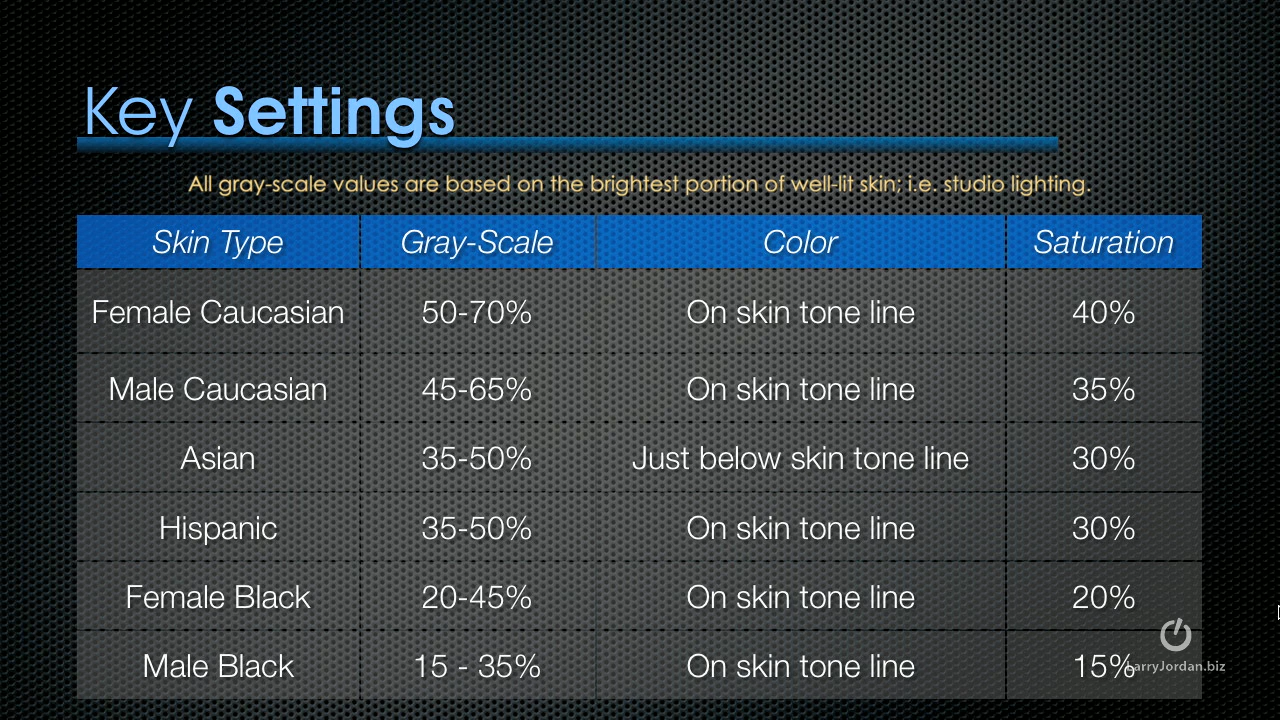 Key Settings
All gray-scale values are based on the brightest portion of well-lit skin; i.e. studio lighting.
Skin Type Gray-Scale Color Saturation
Female Caucasian 50-70% On skin tone line 40%
Male Caucasian 45-65% On skin tone line 35%
Asian 35-50% Just below skin tone line 30%
Hispanic 35-50% On skin tone line 30%
Female Black 20-45% On skin tone line 20%
Male Black 15 - 35% On skin tone line 15%
LarryJordan.biz